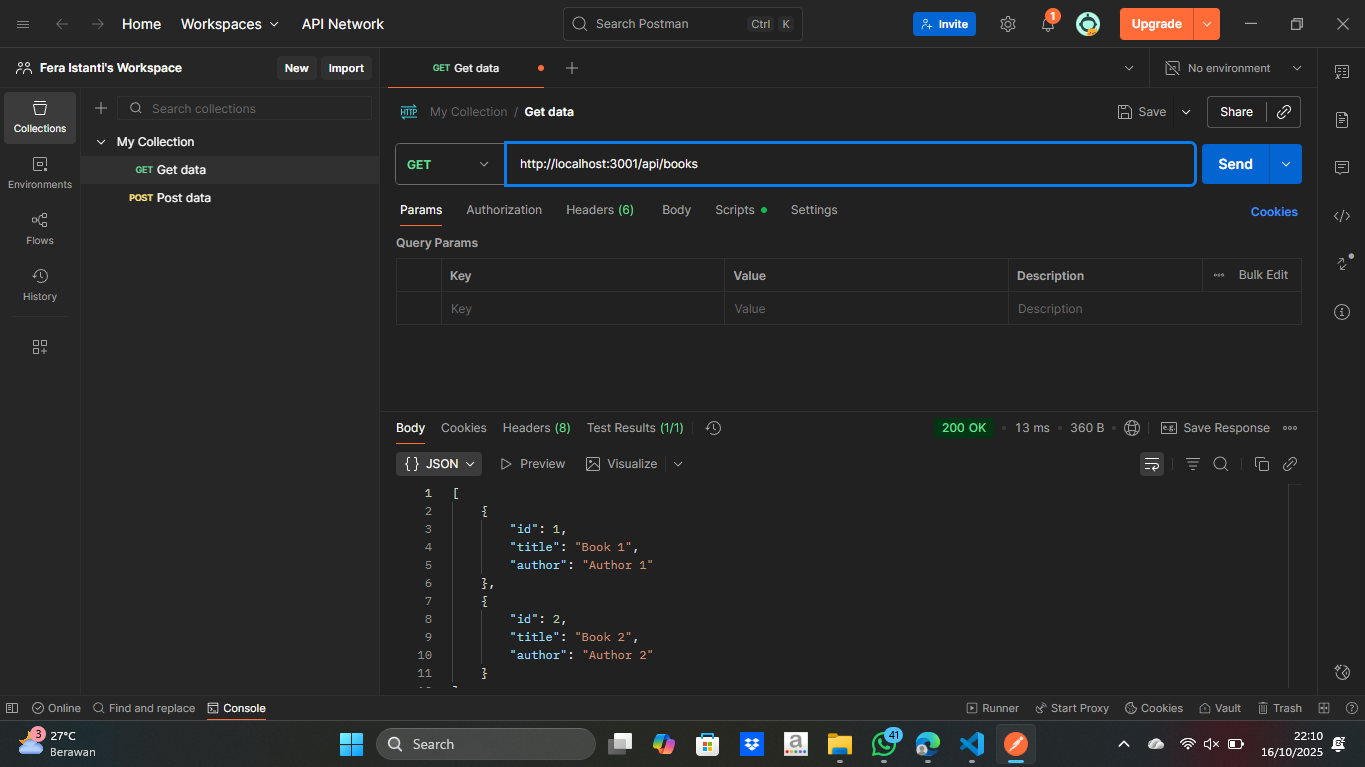 Home Workspaces API Network Search Postman Ctrl K Invite 1 Upgrade
Fera Istanti's Workspace New Import GET Get data No environment
Collections
Environments
Flows
History
Search collections
My Collection
GET Get data
POST Post data
HTTP My Collection / Get data Save Share
GET http://localhost:3001/api/books Send
Params Authorization Headers (6) Body Scripts Settings Cookies
Query Params
Key Value Description Bulk Edit
Key Value Description
Body Cookies Headers (8) Test Results (1/1) 200 OK 13 ms 360 B e.g. Save Response
{} JSON Preview Visualize
1 [
2 {
3 "id": 1,
4 "title": "Book 1",
5 "author": "Author 1"
6 },
7 {
8 "id": 2,
9 "title": "Book 2",
10 "author": "Author 2"
11 }
Online Find and replace Console Runner Start Proxy Cookies Vault Trash
3 27°C
Berawan
Search
a
41
22:10
16/10/2025